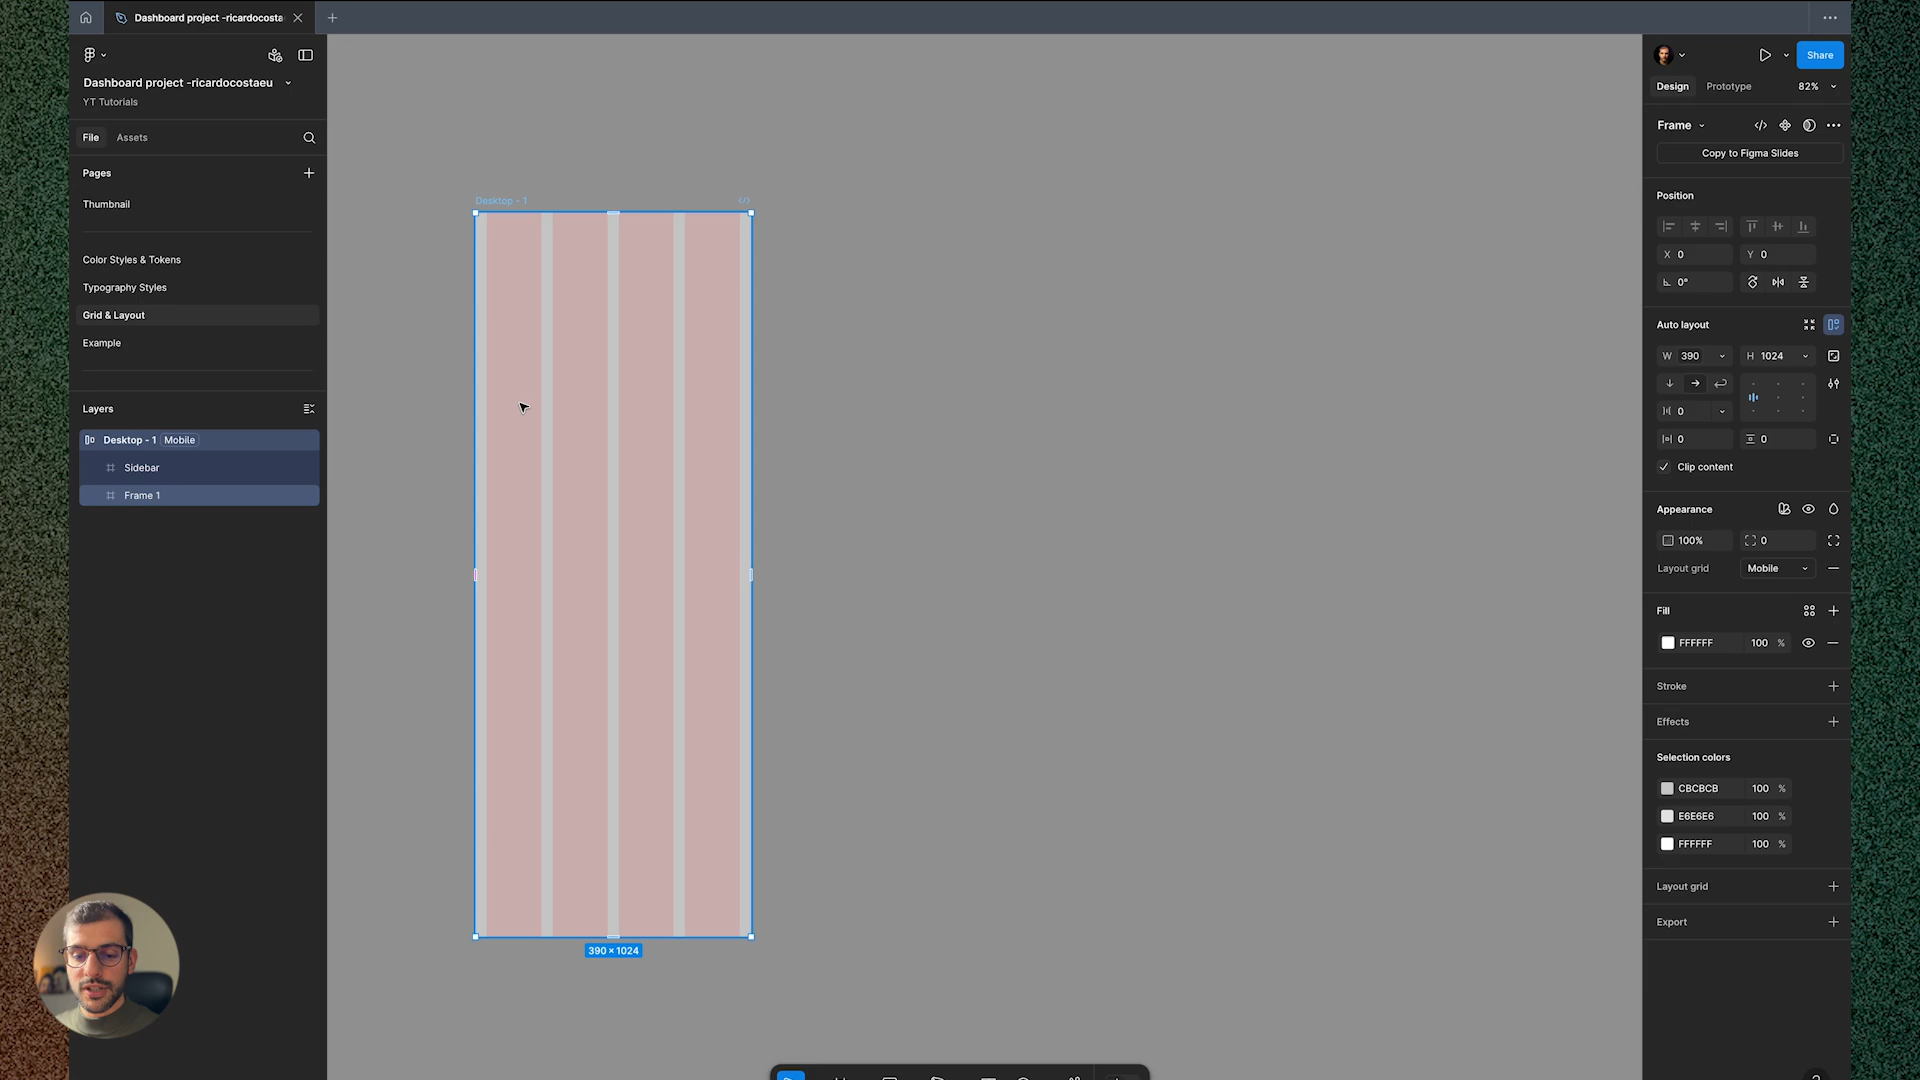 Dashboard project -ricardocosta
Dashboard project -ricardocostaeu
YT Tutorials
File
Assets
Pages
Thumbnail
Color Styles & Tokens
Typography Styles
Grid & Layout
Example
Layers
Desktop - 1
Mobile
Sidebar
Frame 1
Desktop - 1
390 × 1024
Share
Design
Prototype
82%
Frame
Copy to Figma Slides
Position
X 0
Y 0
0°
Auto layout
W 390
H 1024
0
0
0
Clip content
Appearance
100%
0
Layout grid
Mobile
Fill
FFFFFF 100 %
Stroke
Effects
Selection colors
CBCBCB 100 %
E6E6E6 100 %
FFFFFF 100 %
Layout grid
Export